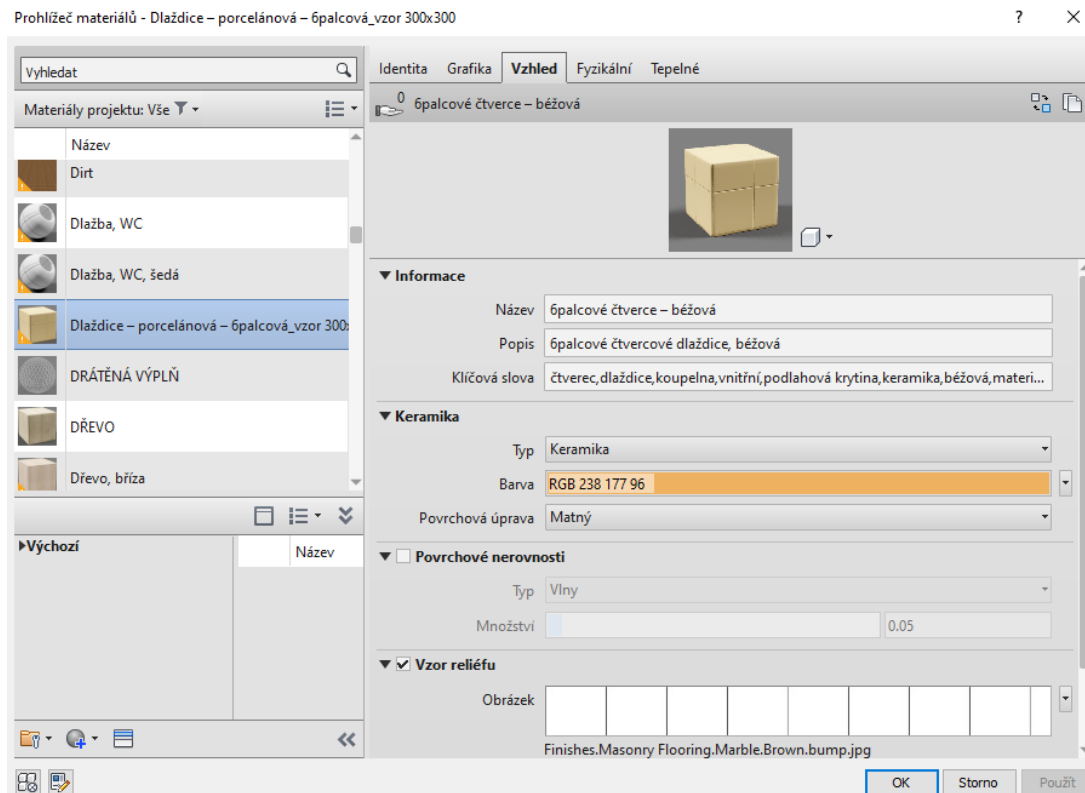 Prohlížeč materiálů - Dlaždice – porcelánová – 6palcová_vzor 300x300
?
Vyhledat
Materiály projektu: Vše
Název
Dirt
Dlažba, WC
Dlažba, WC, šedá
Dlaždice – porcelánová – 6palcová_vzor 300
DRÁTĚNÁ VÝPLŇ
DŘEVO
Dřevo, bříza
Výchozí
Název
Identita Grafika Vzhled Fyzikální Tepelné
0 6palcové čtverce – béžová
Informace
Název 6palcové čtverce – béžová
Popis 6palcové čtvercové dlaždice, béžová
Klíčová slova čtverec,dlaždice,koupelna,vnitřní,podlahová krytina,keramika,béžová,materi...
Keramika
Typ Keramika
Barva RGB 238 177 96
Povrchová úprava Matný
Povrchové nerovnosti
Typ Vlny
Množství 0.05
Vzor reliéfu
Obrázek
Finishes.Masonry Flooring.Marble.Brown.bump.jpg
OK Storno Použít